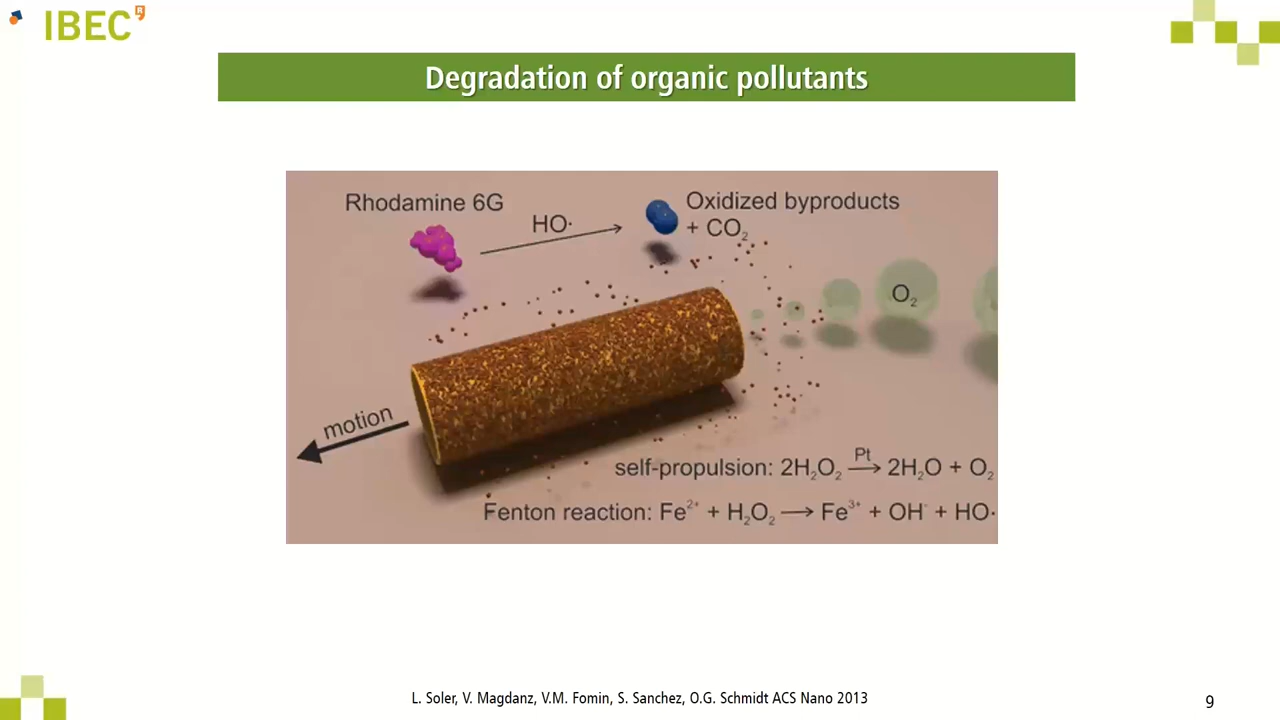 IBEC
R
Degradation of organic pollutants
Rhodamine 6G
HO·
Oxidized byproducts
+ CO₂
O₂
motion
self-propulsion: 2H₂O₂ —Pt→ 2H₂O + O₂
Fenton reaction: Fe²⁺ + H₂O₂ ⟶ Fe³⁺ + OH⁻ + HO·
L. Soler, V. Magdanz, V.M. Fomin, S. Sanchez, O.G. Schmidt ACS Nano 2013
9